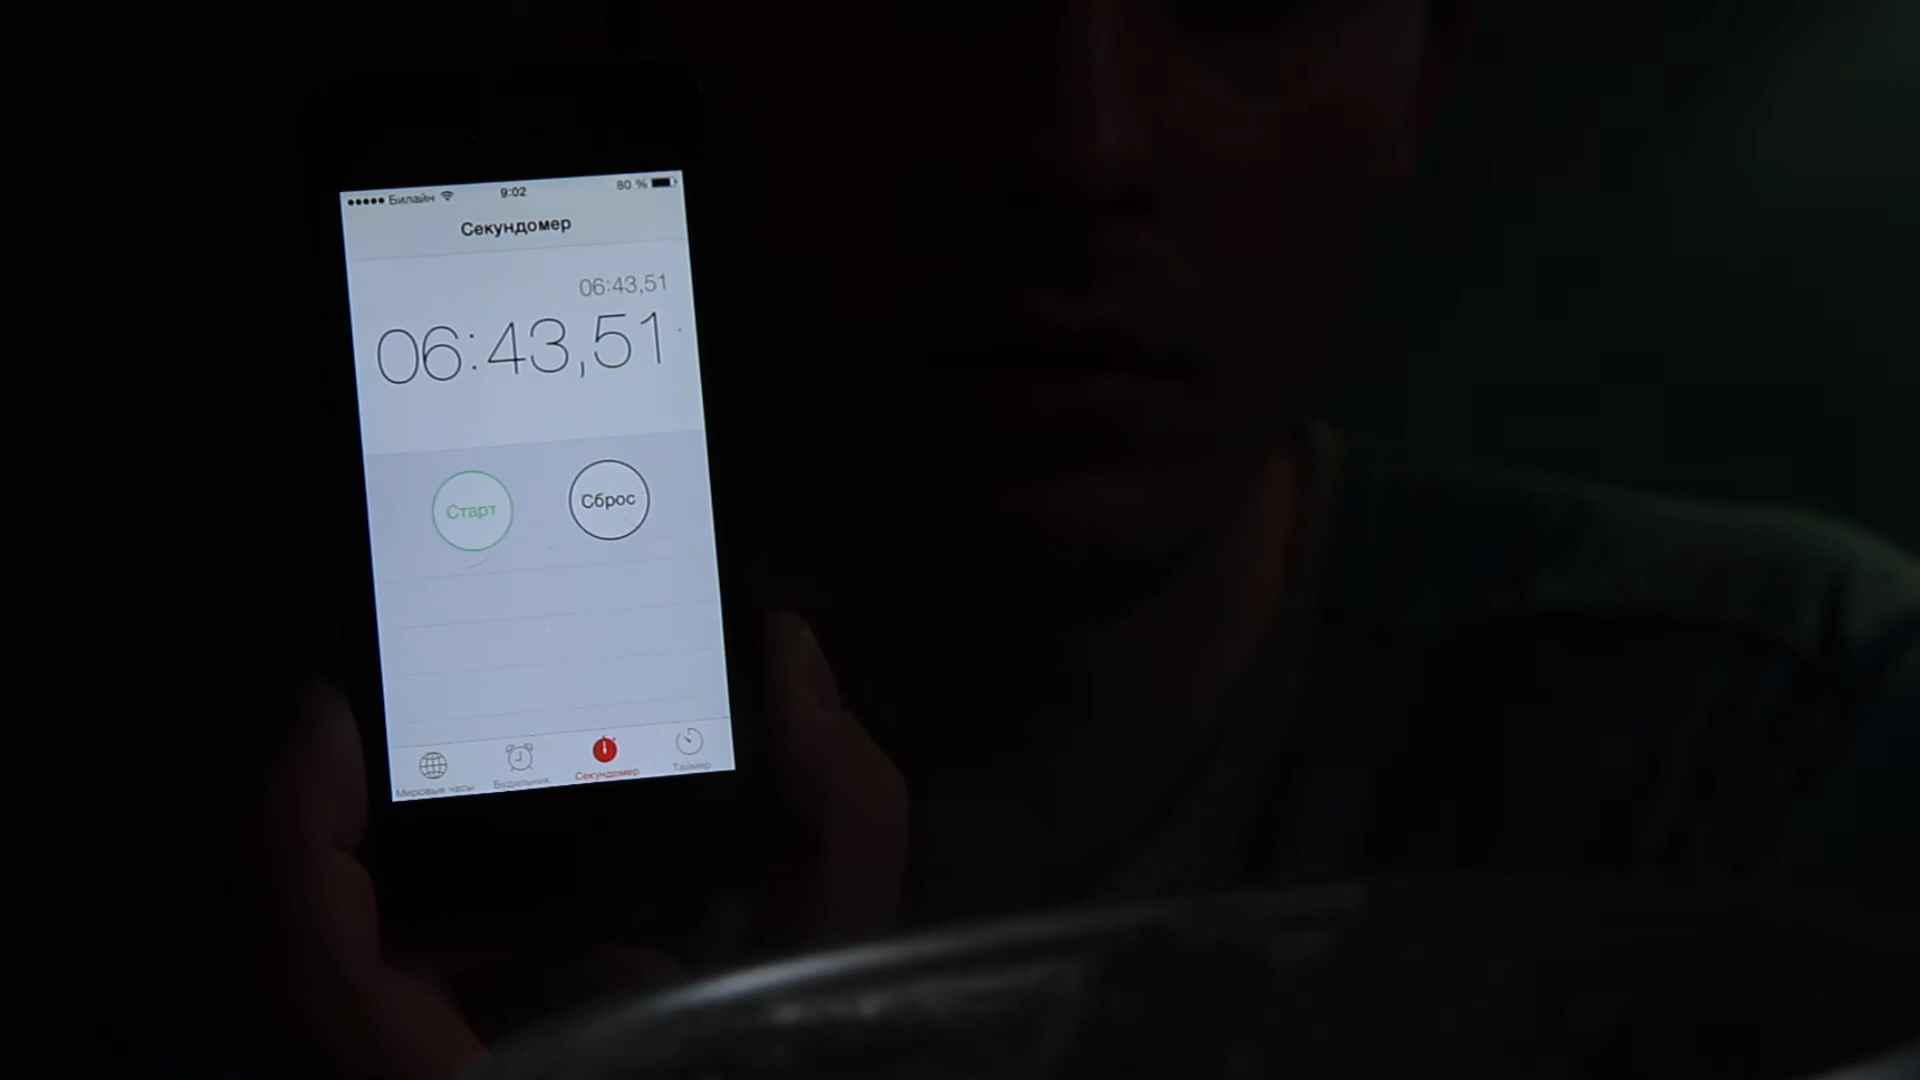 Билайн 9:02 80 %
Секундомер
06:43,51
06:43,51
Старт Сброс
Мировые часы Будильник Секундомер Таймер